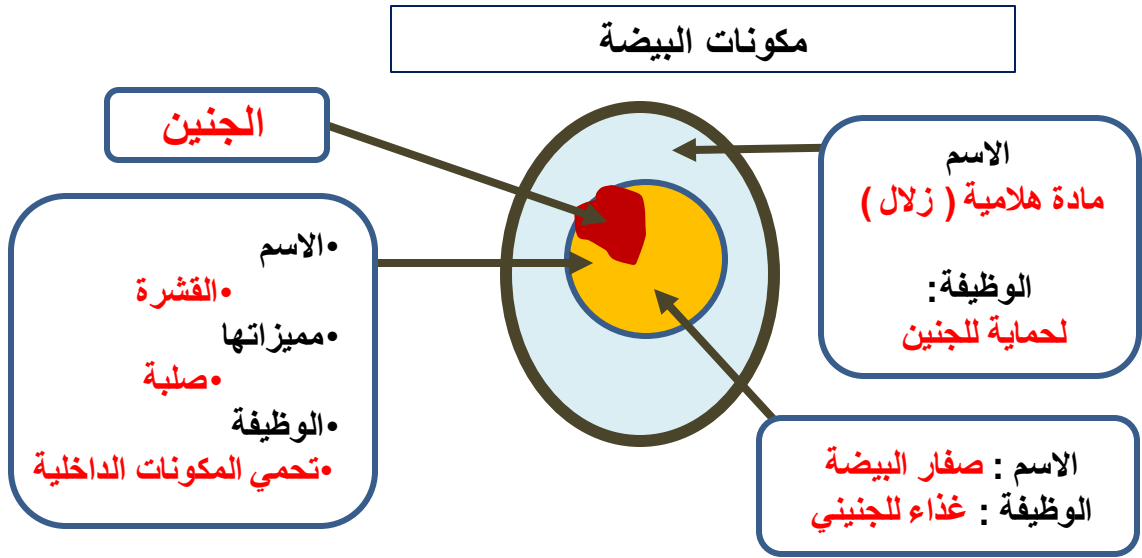 مكونات البيضة
الجنين
الاسم
مادة هلامية ( زلال )
الوظيفة:
لحماية للجنين
•الاسم
•القشرة
•مميزاتها
•صلبة
•الوظيفة
•تحمي المكونات الداخلية
الاسم : صفار البيضة
الوظيفة : غذاء للجنيني